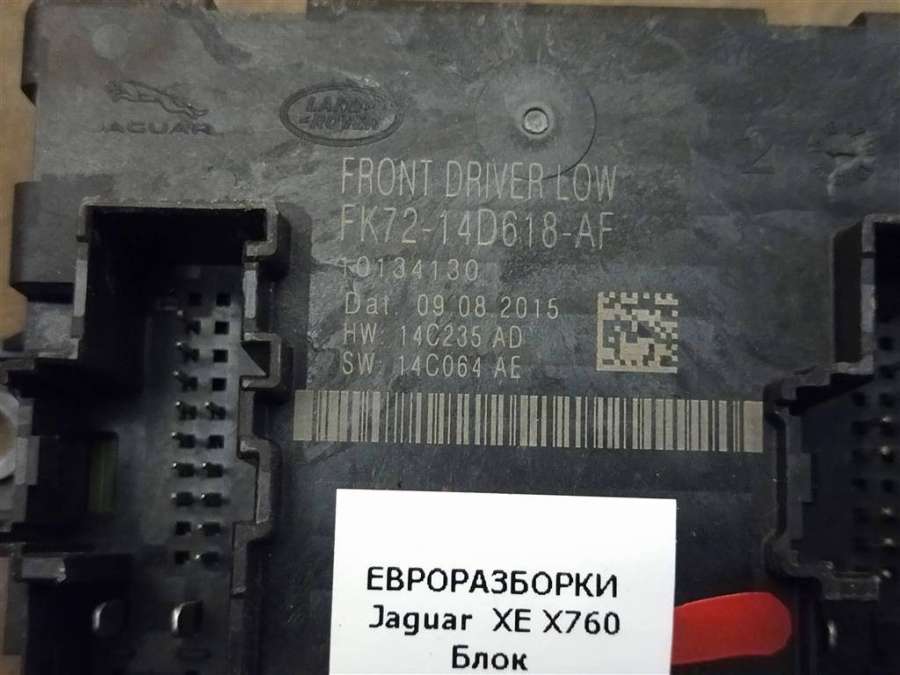 JAGUAR
LAND
ROVER
FRONT DRIVER LOW
FK72-14D618-AF
10134130
Dat. 09.08.2015
HW. 14C235 AD
SW. 14C064 AE
ЕВРОРАЗБОРКИ
Jaguar XE X760
Блок